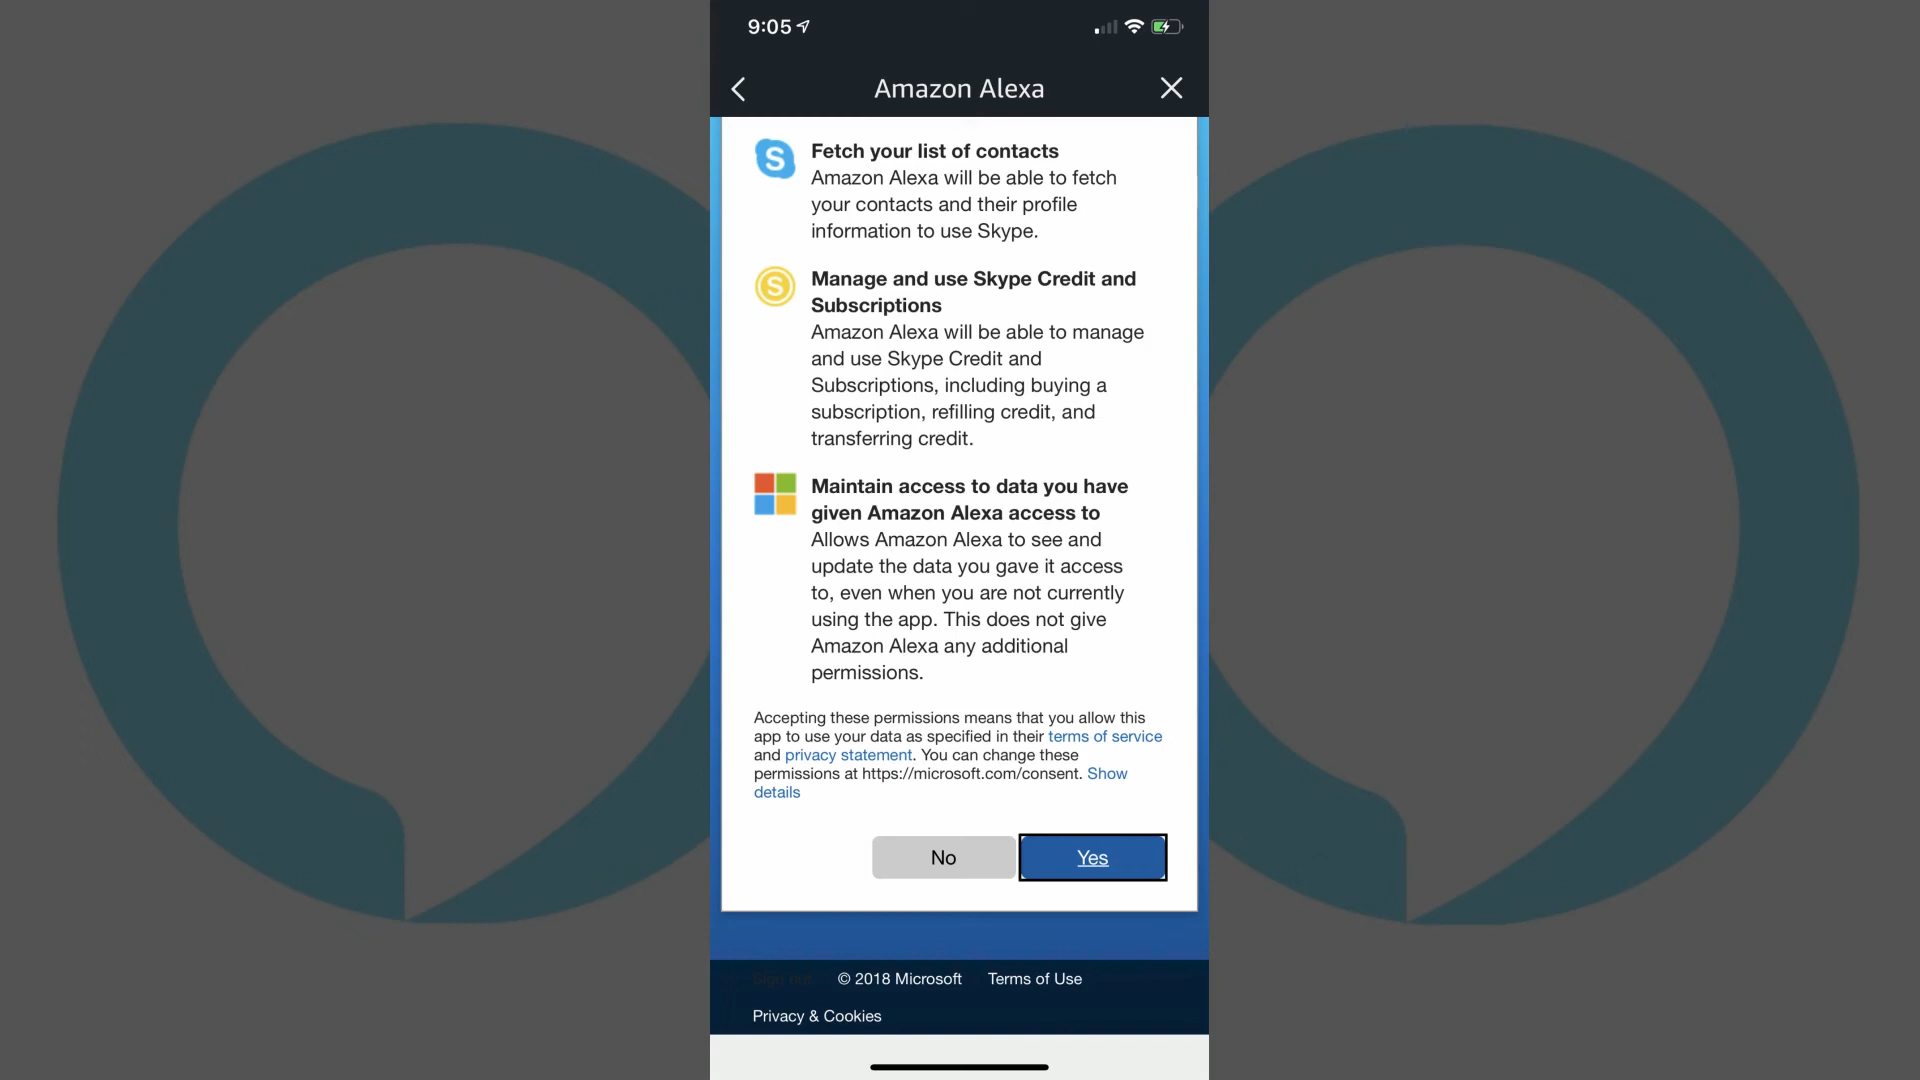 9:05
Amazon Alexa
S
Fetch your list of contacts
Amazon Alexa will be able to fetch
your contacts and their profile
information to use Skype.
S
Manage and use Skype Credit and
Subscriptions
Amazon Alexa will be able to manage
and use Skype Credit and
Subscriptions, including buying a
subscription, refilling credit, and
transferring credit.
Maintain access to data you have
given Amazon Alexa access to
Allows Amazon Alexa to see and
update the data you gave it access
to, even when you are not currently
using the app. This does not give
Amazon Alexa any additional
permissions.
Accepting these permissions means that you allow this
app to use your data as specified in their terms of service
and privacy statement. You can change these
permissions at https://microsoft.com/consent. Show
details
No Yes
Sign out © 2018 Microsoft Terms of Use
Privacy & Cookies